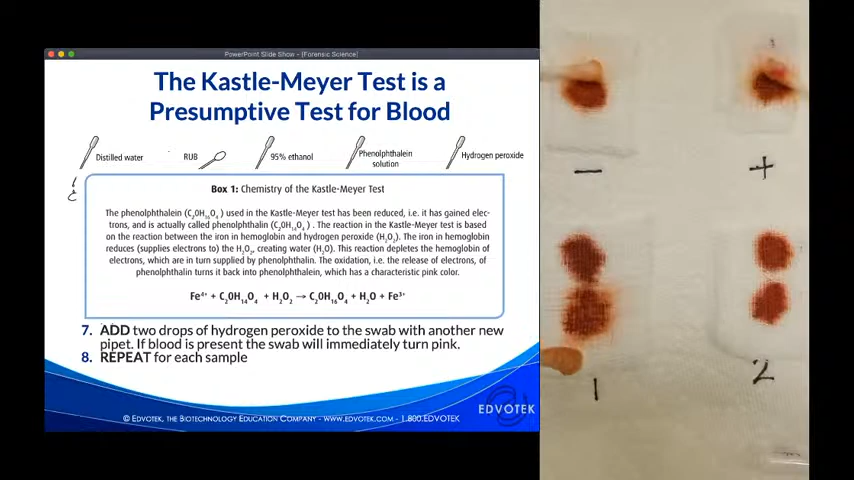 PowerPoint Slide Show - [Forensic Science]
The Kastle-Meyer Test is a
Presumptive Test for Blood
Distilled water
RUB
95% ethanol
Phenolphthalein
solution
Hydrogen peroxide
Box 1: Chemistry of the Kastle-Meyer Test
The phenolphthalein (C₂0H₁₆O₄) used in the Kastle-Meyer test has been reduced, i.e. it has gained elec-
trons, and is actually called phenolphthalin (C₂0H₁₄O₄). The reaction in the Kastle-Meyer test is based
on the reaction between the iron in hemoglobin and hydrogen peroxide (H₂O₂). The iron in hemoglobin
reduces (supplies electrons to) the H₂O₂, creating water (H₂O). This reaction depletes the hemoglobin of
electrons, which are in turn supplied by phenolphthalin. The oxidation, i.e. the release of electrons, of
phenolphthalin turns it back into phenolphthalein, which has a characteristic pink color.
Fe⁴⁺ + C₂0H₁₄O₄ + H₂O₂ → C₂0H₁₆O₄ + H₂O + Fe³⁺
7. ADD two drops of hydrogen peroxide to the swab with another new
pipet. If blood is present the swab will immediately turn pink.
8. REPEAT for each sample
© EDVOTEK, THE BIOTECHNOLOGY EDUCATION COMPANY - WWW.EDVOTEK.COM - 1.800.EDVOTEK
EDVOTEK
- +
1 2